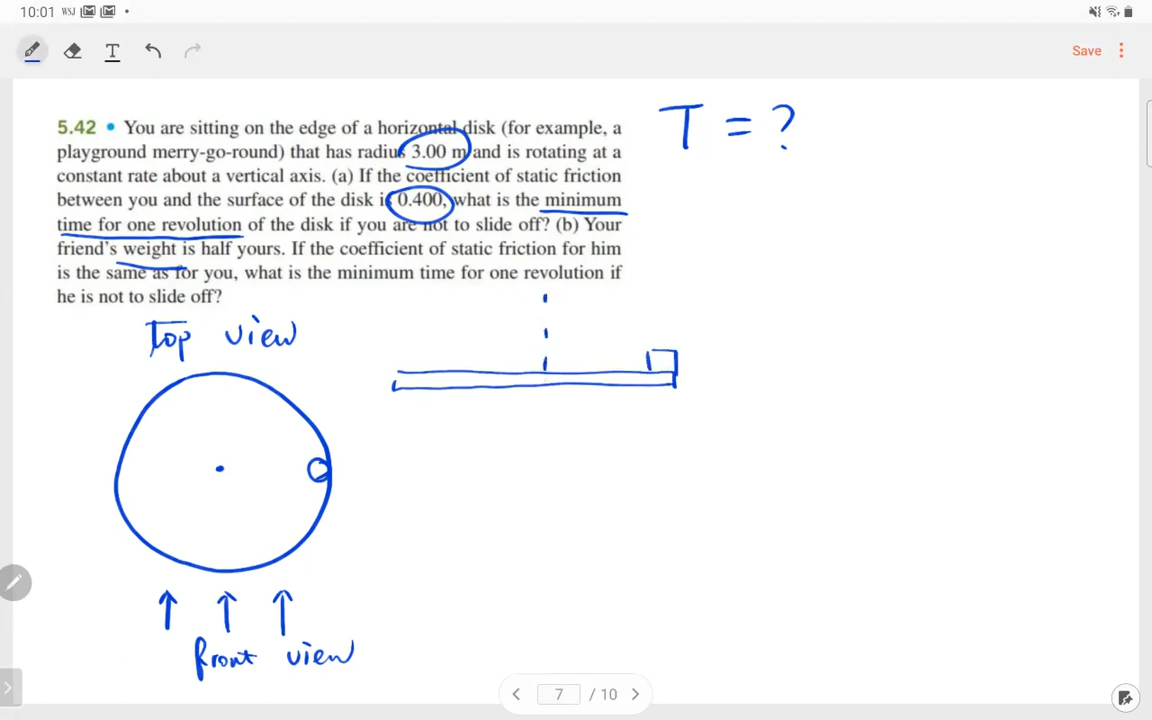 10:01 WSJ
T
Save
5.42 • You are sitting on the edge of a horizontal disk (for example, a
playground merry-go-round) that has radius 3.00 m and is rotating at a
constant rate about a vertical axis. (a) If the coefficient of static friction
between you and the surface of the disk is 0.400, what is the minimum
time for one revolution of the disk if you are not to slide off? (b) Your
friend's weight is half yours. If the coefficient of static friction for him
is the same as for you, what is the minimum time for one revolution if
he is not to slide off?
T = ?
Top view
front view
7 / 10